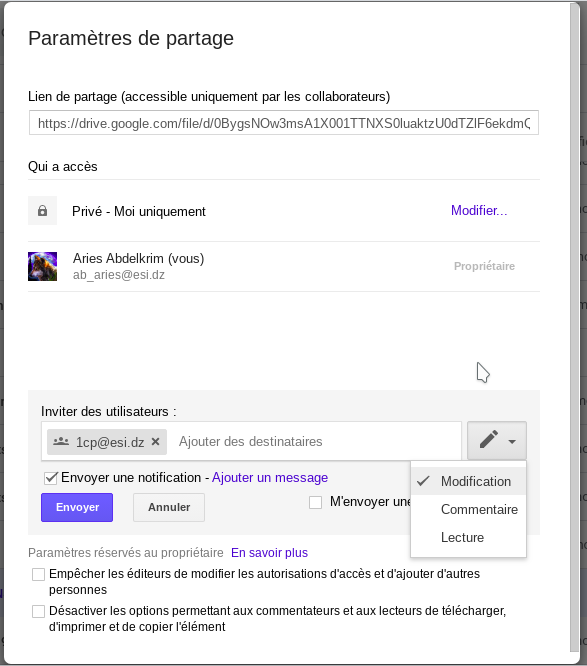 Paramètres de partage
Lien de partage (accessible uniquement par les collaborateurs)
https://drive.google.com/file/d/0BygsNOw3msA1X001TTNXS0luaktzU0dTZlF6ekdmQ
Qui a accès
Privé - Moi uniquement Modifier...
Aries Abdelkrim (vous)
ab_aries@esi.dz Propriétaire
Inviter des utilisateurs :
1cp@esi.dz Ajouter des destinataires
Envoyer une notification - Ajouter un message
Modification
Envoyer Annuler M'envoyer une
Commentaire
Lecture
Paramètres réservés au propriétaire En savoir plus
Empêcher les éditeurs de modifier les autorisations d'accès et d'ajouter d'autres
personnes
Désactiver les options permettant aux commentateurs et aux lecteurs de télécharger,
d'imprimer et de copier l'élément